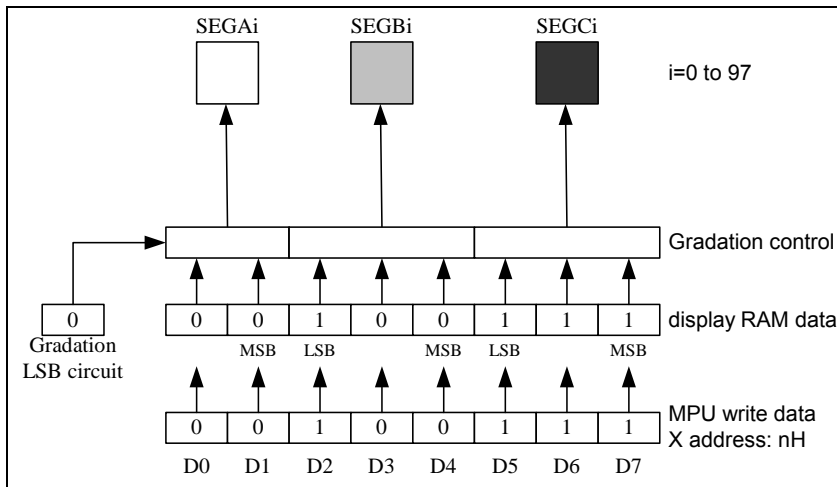 SEGAi SEGBi SEGCi
i=0 to 97
Gradation control
0 0 0 1 0 0 1 1 1 display RAM data
Gradation
LSB circuit
MSB LSB MSB LSB MSB
0 0 1 0 0 1 1 1 MPU write data
X address: nH
D0 D1 D2 D3 D4 D5 D6 D7